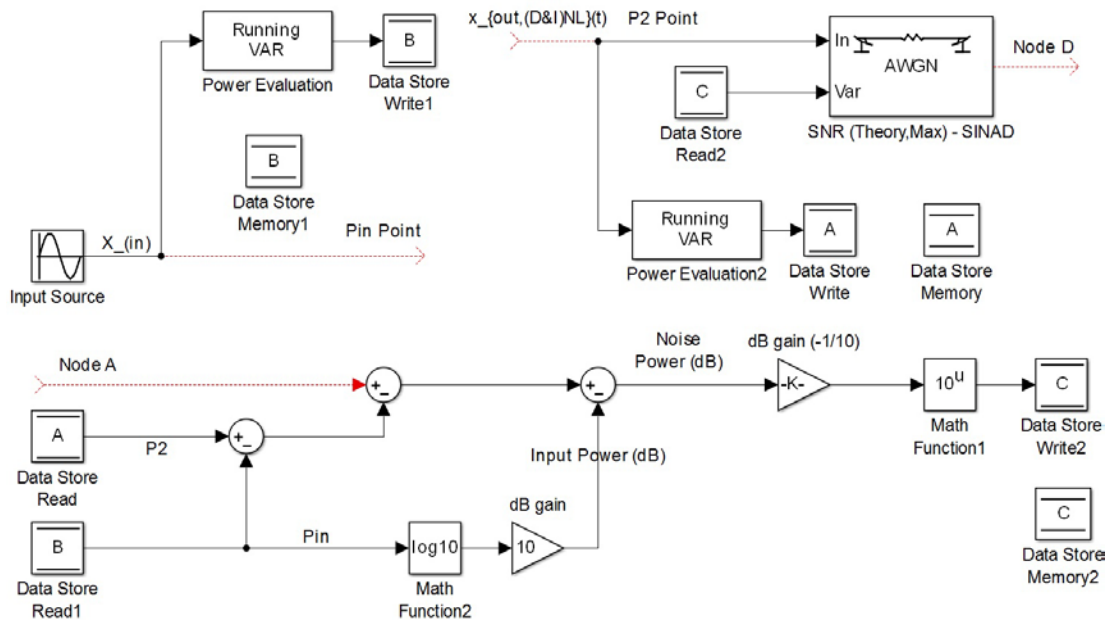 x_{out,(D&I)NL}(t)
P2 Point
Running
VAR
Power Evaluation
B
Data Store
Write1
In
AWGN
Var
SNR (Theory,Max) - SINAD
Node D
C
Data Store
Read2
B
Data Store
Memory1
X_(in)
Input Source
Pin Point
Running
VAR
Power Evaluation2
A
Data Store
Write
A
Data Store
Memory
Node A
+
-
+
-
Noise
Power (dB)
dB gain (-1/10)
-K-
10^u
Math
Function1
C
Data Store
Write2
A
Data Store
Read
P2
+
-
Input Power (dB)
B
Data Store
Read1
Pin
log10
Math
Function2
dB gain
10
C
Data Store
Memory2